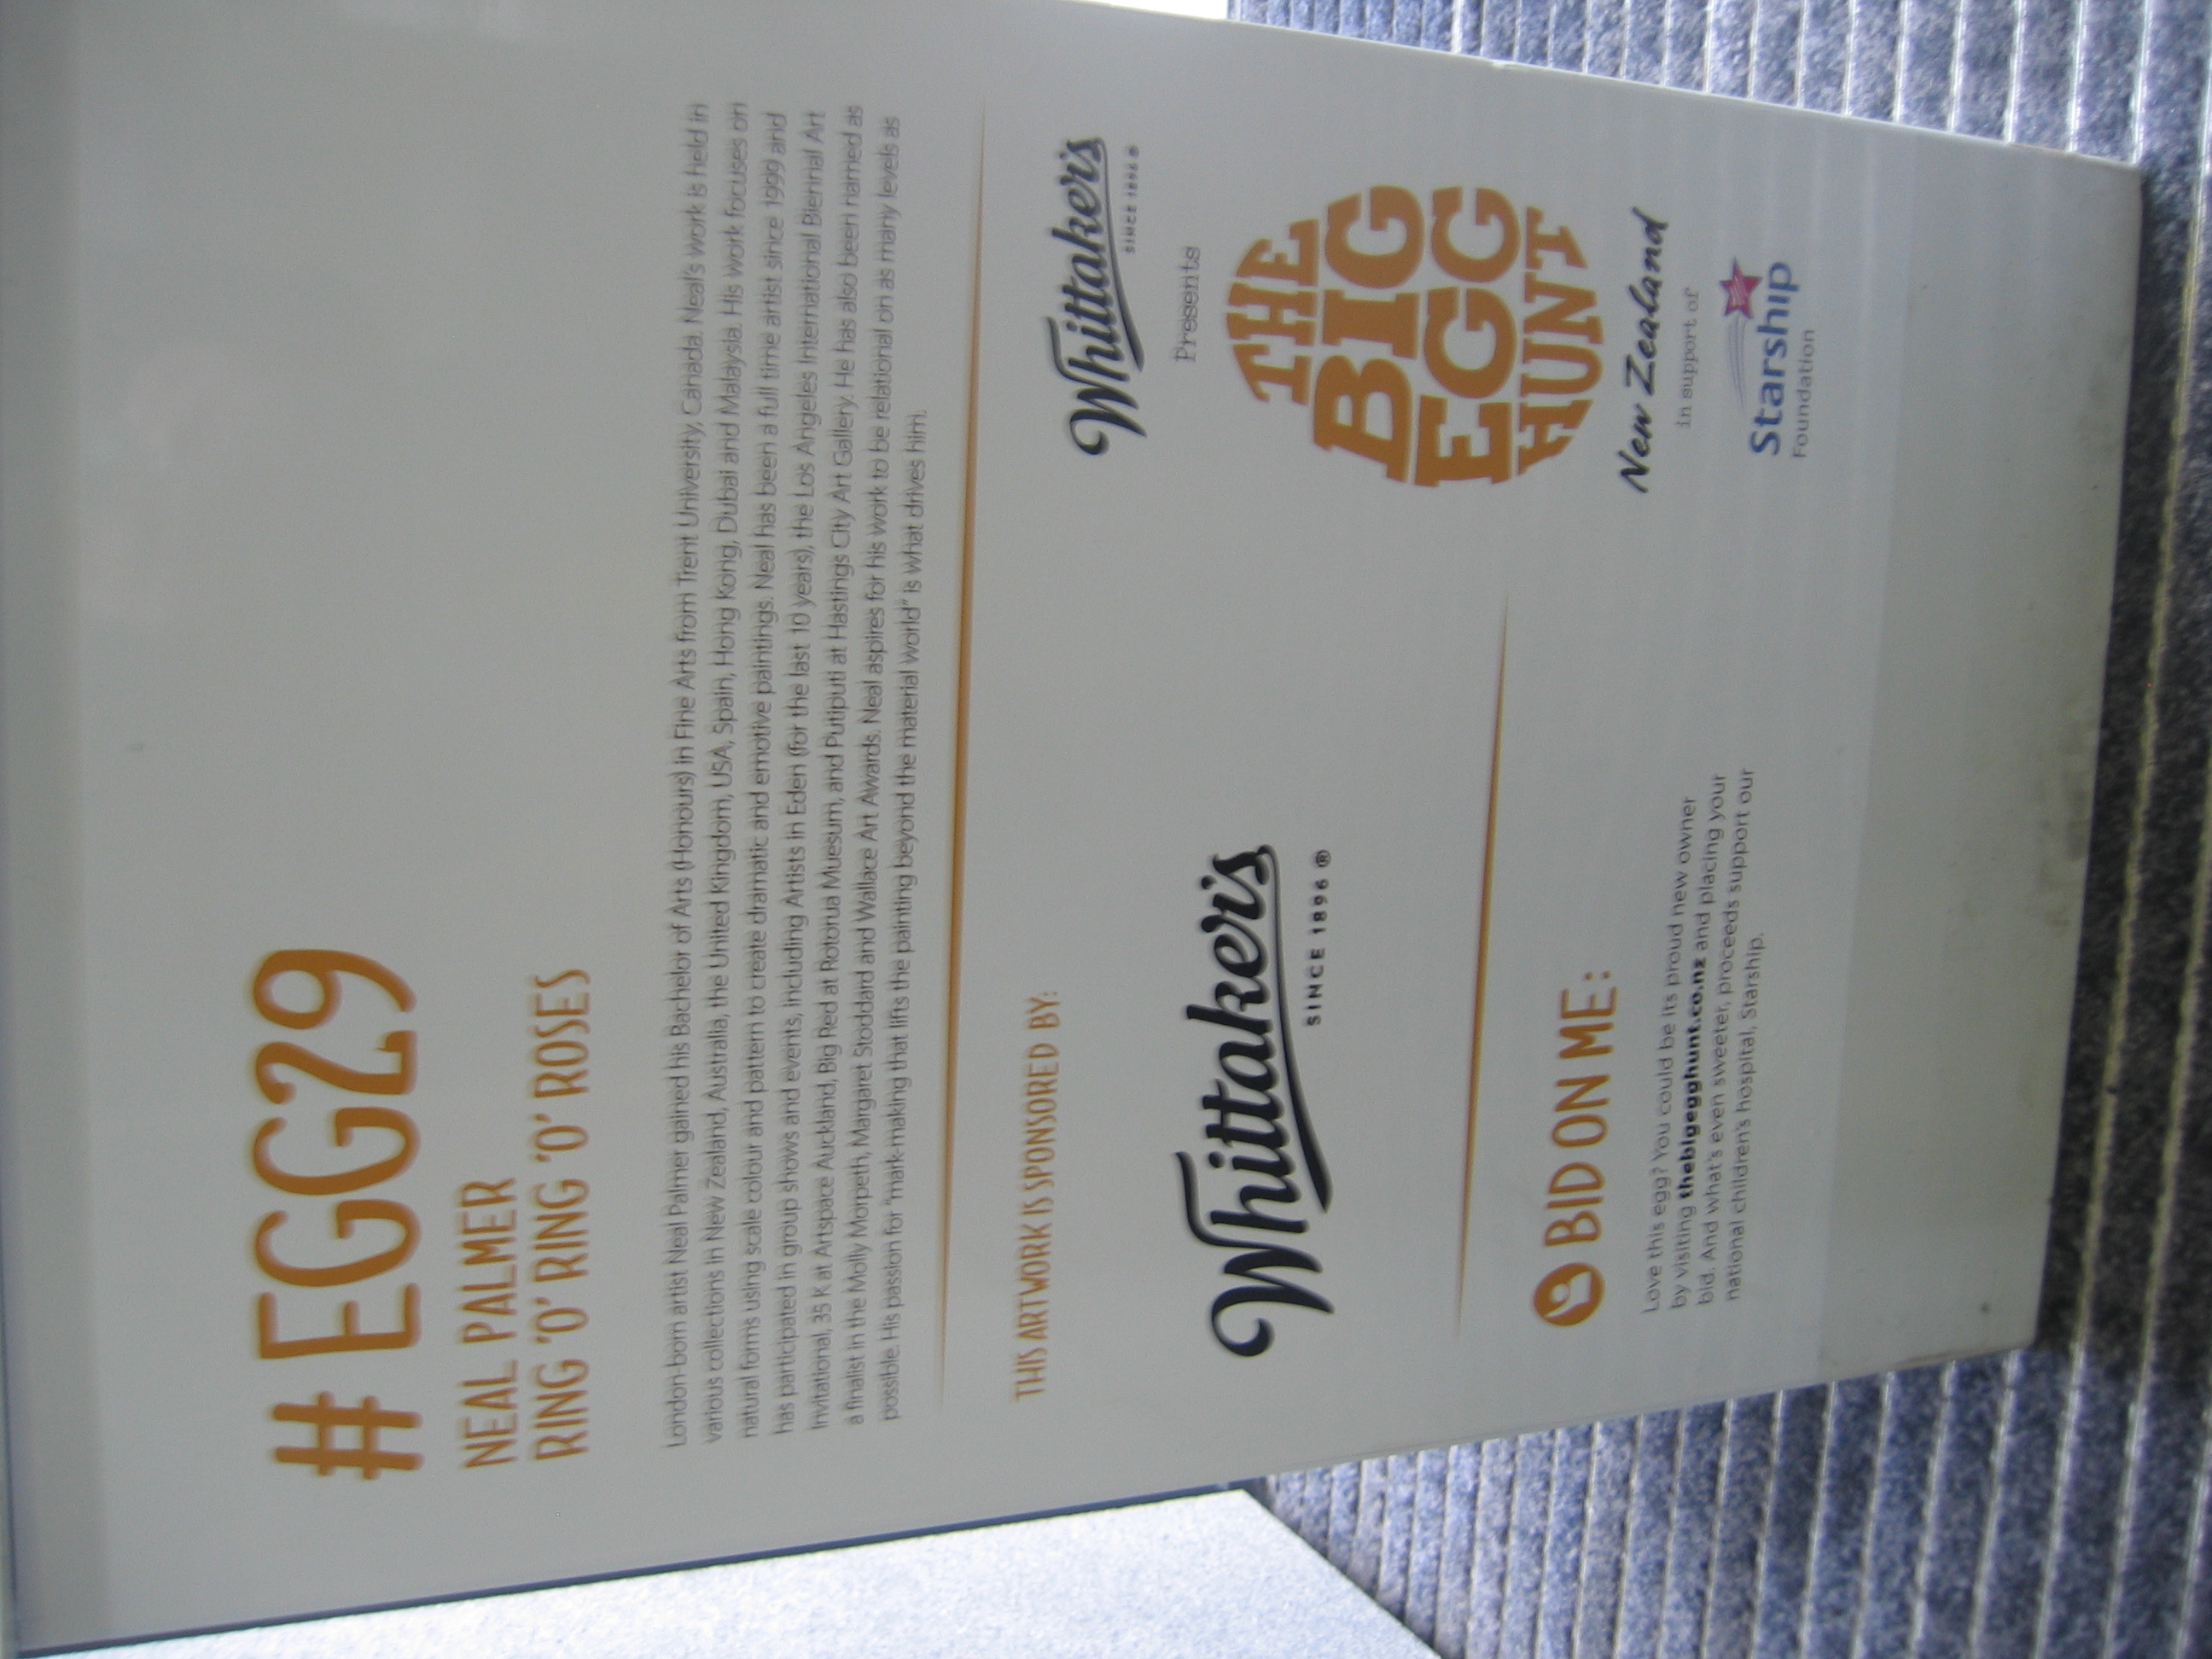 # EGG29
NEAL PALMER
RING 'O' RING 'O' ROSES
London-born artist Neal Palmer gained his Bachelor of Arts (Honours) in Fine Arts from Trent University, Canada. Neal's work is held in
various collections in New Zealand, Australia, the United Kingdom, USA, Spain, Hong Kong, Dubai and Malaysia. His work focuses on
natural forms using scale colour and pattern to create dramatic and emotive paintings. Neal has been a full time artist since 1999 and
has participated in group shows and events, including Artists in Eden (for the last 10 years), the Los Angeles International Biennial Art
Invitational, 35 K at Artspace Auckland, Big Red at Rotorua Muesum, and Putiputi at Hastings City Art Gallery. He has also been named as
a finalist in the Molly Morpeth, Margaret Stoddard and Wallace Art Awards. Neal aspires for his work to be relational on as many levels as
possible. His passion for "mark-making that lifts the painting beyond the material world" is what drives him.
THIS ARTWORK IS SPONSORED BY:
Whittaker's
SINCE 1896 ®
BID ON ME:
Love this egg? You could be its proud new owner
by visiting thebigegghunt.co.nz and placing your
bid. And what's even sweeter, proceeds support our
national children's hospital, Starship.
Whittaker's
SINCE 1896 ®
Presents
THE
BIG
EGG
HUNT
New Zealand
in support of
Starship
Foundation